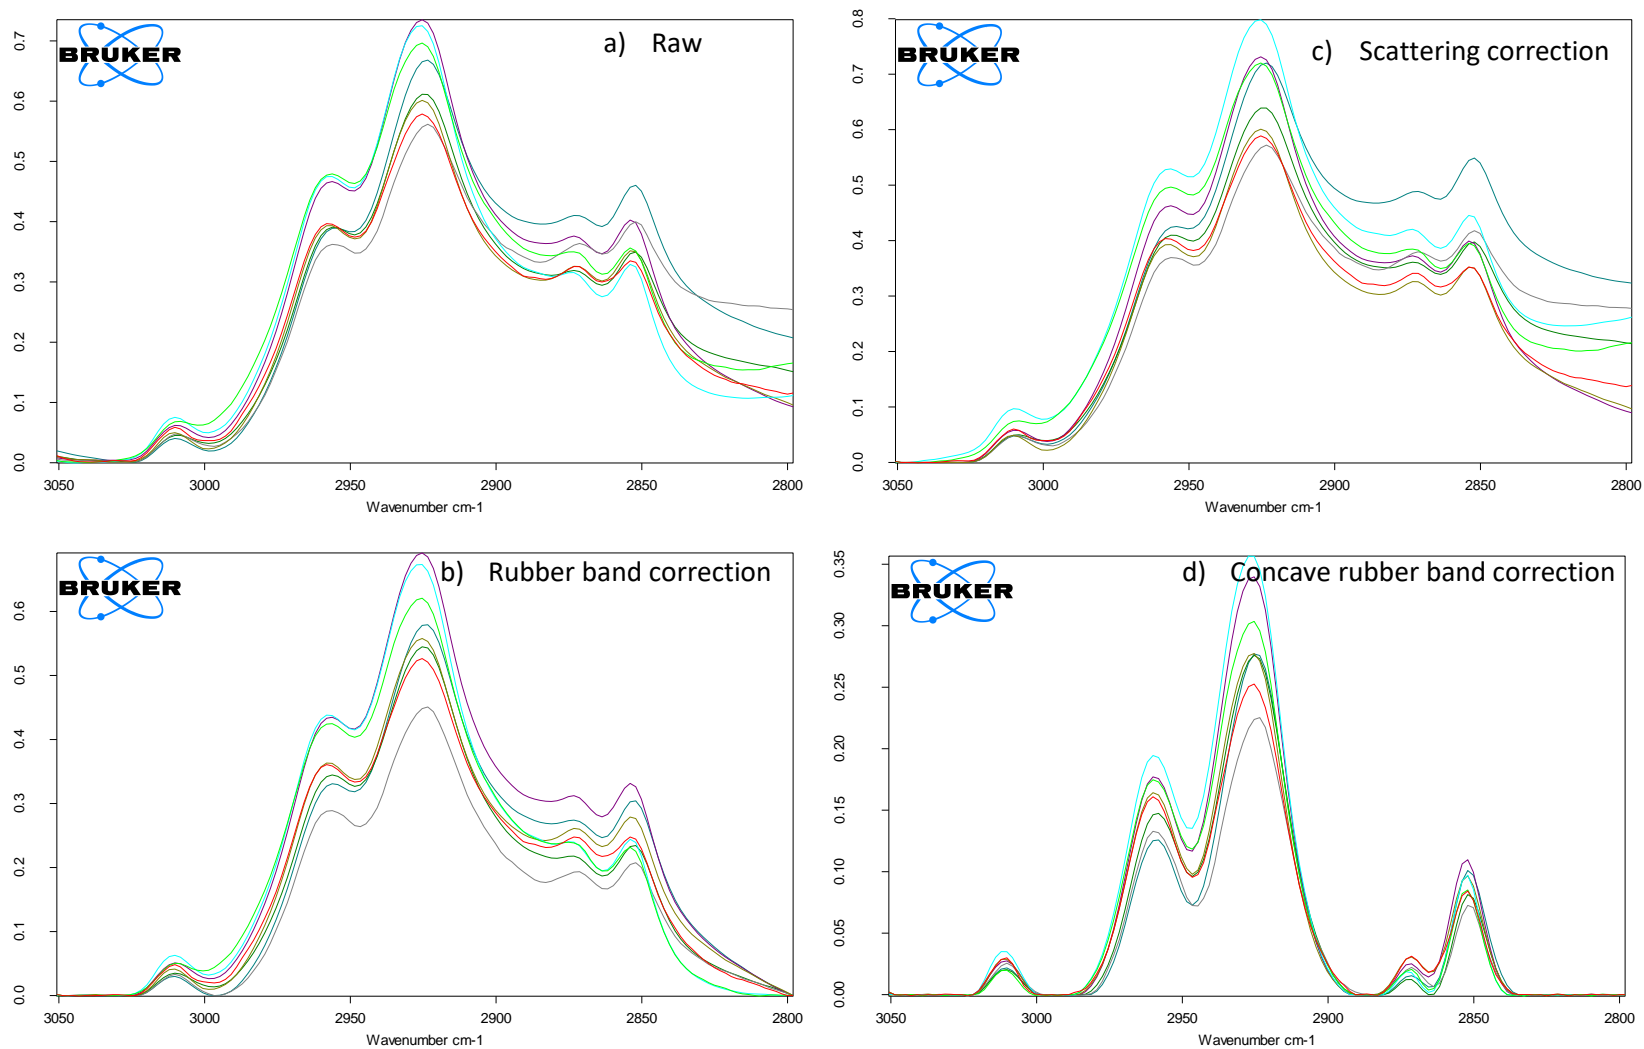 BRUKER
a) Raw
0.7
0.6
0.5
0.4
0.3
0.2
0.1
0.0
3050 3000 2950 2900 2850 2800
Wavenumber cm-1
BRUKER
c) Scattering correction
0.8
0.7
0.6
0.5
0.4
0.3
0.2
0.1
0.0
3050 3000 2950 2900 2850 2800
Wavenumber cm-1
BRUKER
b) Rubber band correction
0.6
0.5
0.4
0.3
0.2
0.1
0.0
3050 3000 2950 2900 2850 2800
Wavenumber cm-1
BRUKER
d) Concave rubber band correction
0.35
0.30
0.25
0.20
0.15
0.10
0.05
0.00
3050 3000 2950 2900 2850 2800
Wavenumber cm-1